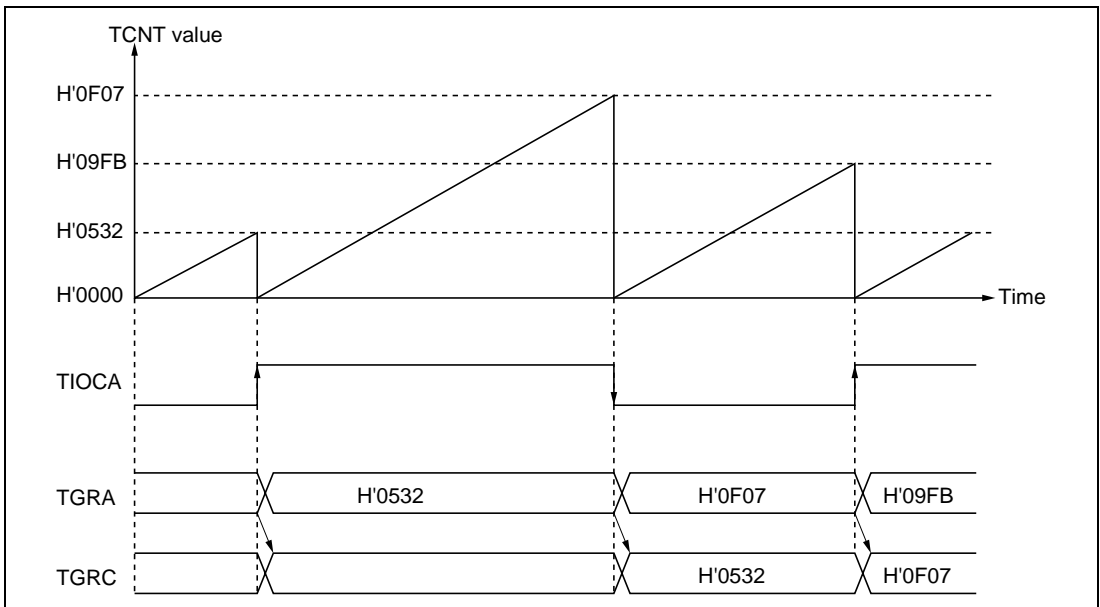 TCNT value
H'0F07
H'09FB
H'0532
H'0000
Time
TIOCA
TGRA H'0532 H'0F07 H'09FB
TGRC H'0532 H'0F07